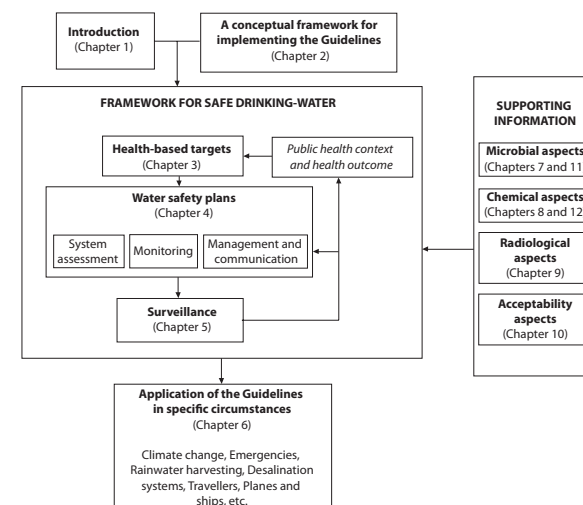 Introduction
(Chapter 1)
A conceptual framework for
implementing the Guidelines
(Chapter 2)
FRAMEWORK FOR SAFE DRINKING-WATER
Health-based targets
(Chapter 3)
Public health context
and health outcome
Water safety plans
(Chapter 4)
System
assessment
Monitoring
Management and
communication
Surveillance
(Chapter 5)
SUPPORTING
INFORMATION
Microbial aspects
(Chapters 7 and 11
Chemical aspects
(Chapters 8 and 12
Radiological
aspects
(Chapter 9)
Acceptability
aspects
(Chapter 10)
Application of the Guidelines
in specific circumstances
(Chapter 6)
Climate change, Emergencies,
Rainwater harvesting, Desalination
systems, Travellers, Planes and
ships, etc.